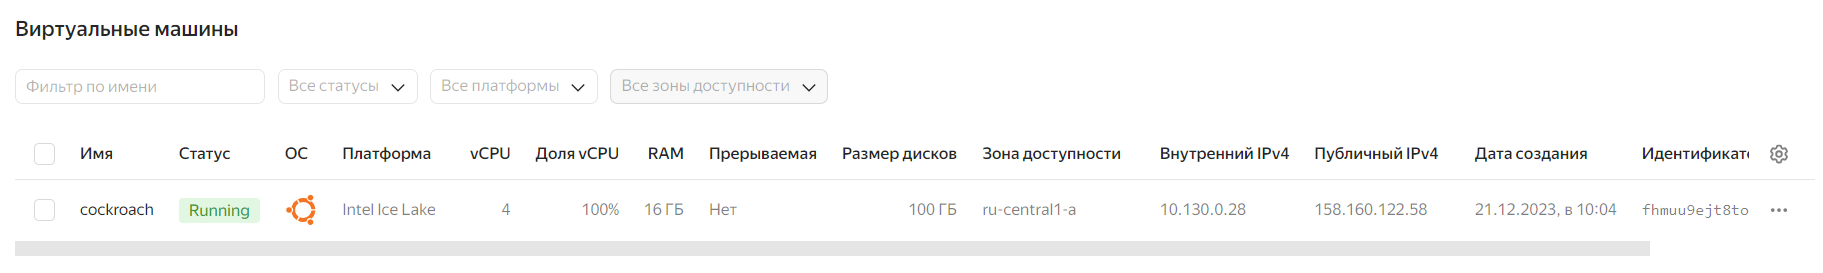 Виртуальные машины
Фильтр по имени Все статусы Все платформы Все зоны доступности
Имя Статус ОС Платформа vCPU Доля vCPU RAM Прерываемая Размер дисков Зона доступности Внутренний IPv4 Публичный IPv4 Дата создания Идентификато
cockroach Running Intel Ice Lake 4 100% 16 ГБ Нет 100 ГБ ru-central1-a 10.130.0.28 158.160.122.58 21.12.2023, в 10:04 fhmuu9ejt8to